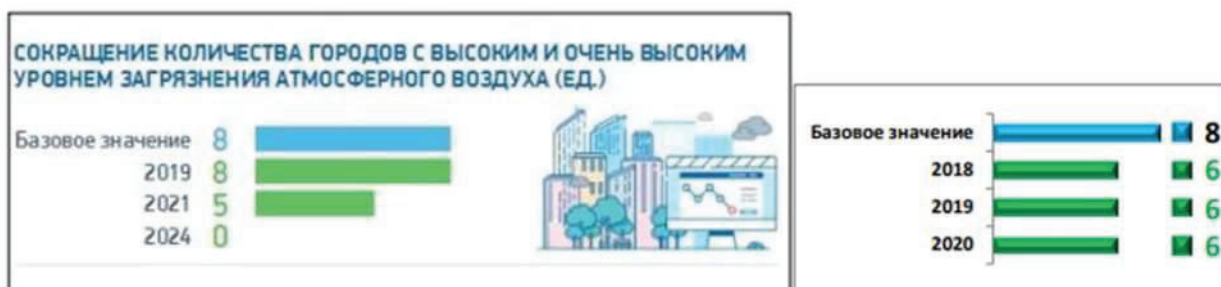 СОКРАЩЕНИЕ КОЛИЧЕСТВА ГОРОДОВ С ВЫСОКИМ И ОЧЕНЬ ВЫСОКИМ
УРОВНЕМ ЗАГРЯЗНЕНИЯ АТМОСФЕРНОГО ВОЗДУХА (ЕД.)
Базовое значение 8
2019 8
2021 5
2024 0
Базовое значение 8
2018 6
2019 6
2020 6